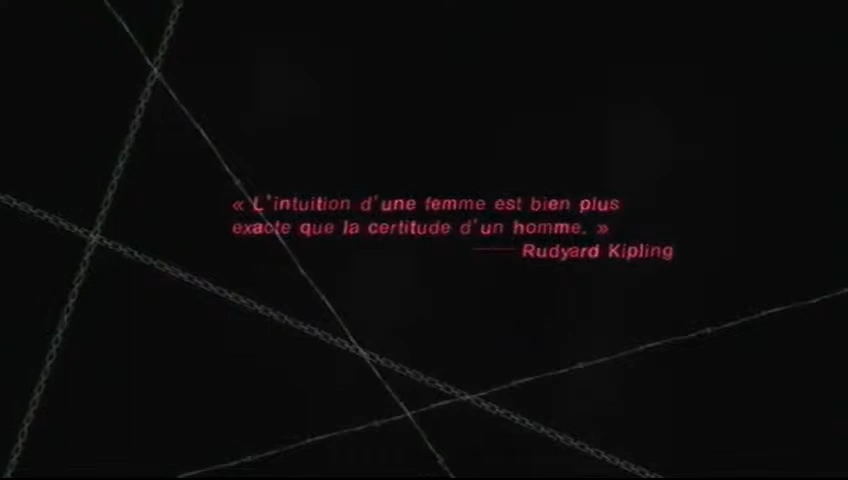 « L'intuition d'une femme est bien plus
exacte que la certitude d'un homme. »
—— Rudyard Kipling